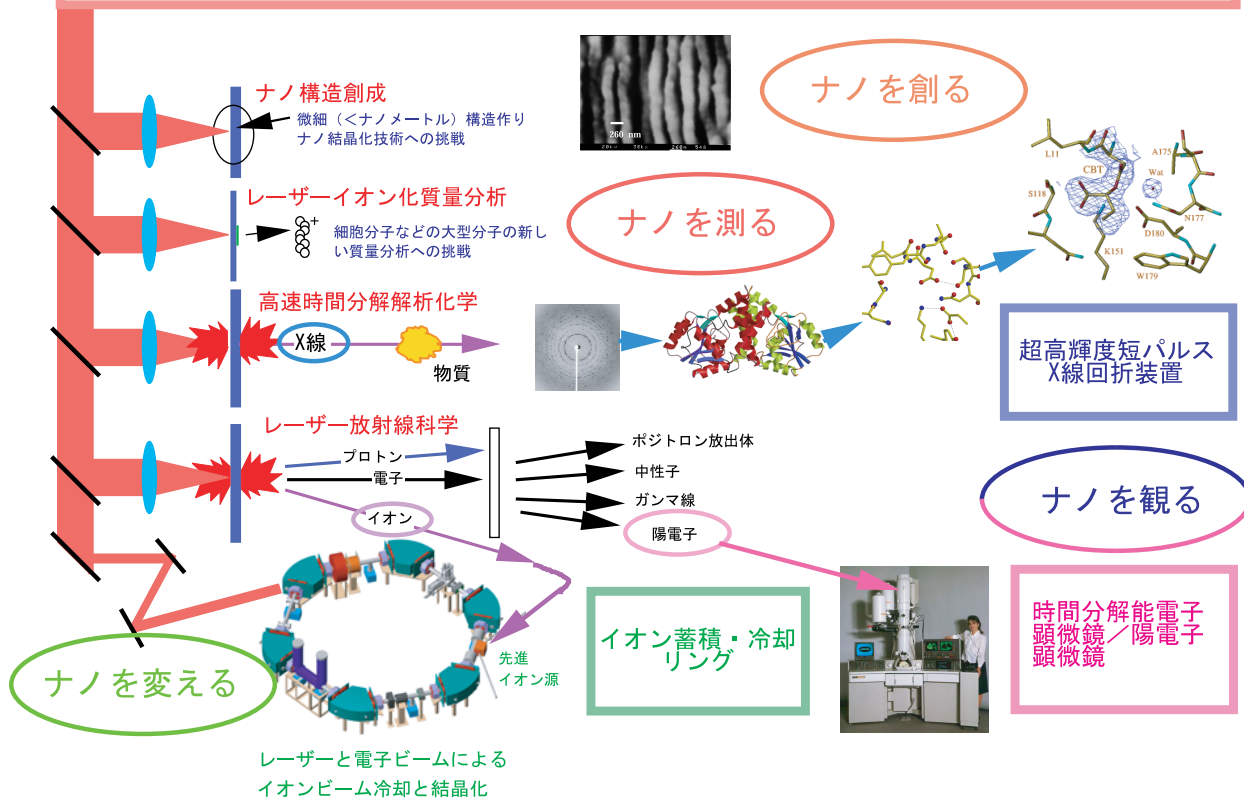 ナノ構造創成
微細（＜ナノメートル）構造作り
ナノ結晶化技術への挑戦
260 nm
ナノを創る
レーザーイオン化質量分析
+
細胞分子などの大型分子の新し
い質量分析への挑戦
ナノを測る
L11
CBT
A175
Wat
S118
N177
D180
K151
W179
高速時間分解解析化学
X線
物質
超高輝度短パルス
X線回折装置
レーザー放射線科学
プロトン
電子
イオン
ポジトロン放出体
中性子
ガンマ線
陽電子
ナノを観る
ナノを変える
先進
イオン源
イオン蓄積・冷却
リング
時間分解能電子
顕微鏡／陽電子
顕微鏡
レーザーと電子ビームによる
イオンビーム冷却と結晶化